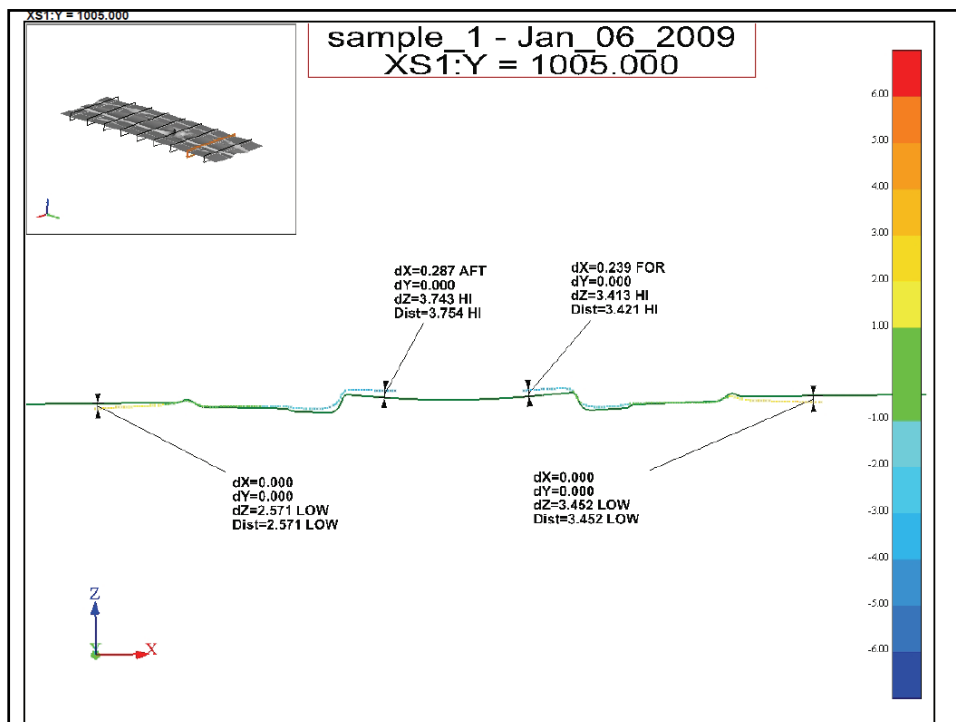 XS1:Y = 1005.000
sample_1 - Jan_06_2009
XS1:Y = 1005.000
6.00
5.00
4.00
3.00
2.00
1.00
-1.00
-2.00
-3.00
-4.00
-5.00
-6.00
dX=0.287 AFT
dY=0.000
dZ=3.743 HI
Dist=3.754 HI
dX=0.239 FOR
dY=0.000
dZ=3.413 HI
Dist=3.421 HI
dX=0.000
dY=0.000
dZ=2.571 LOW
Dist=2.571 LOW
dX=0.000
dY=0.000
dZ=3.452 LOW
Dist=3.452 LOW
Z
Y
X